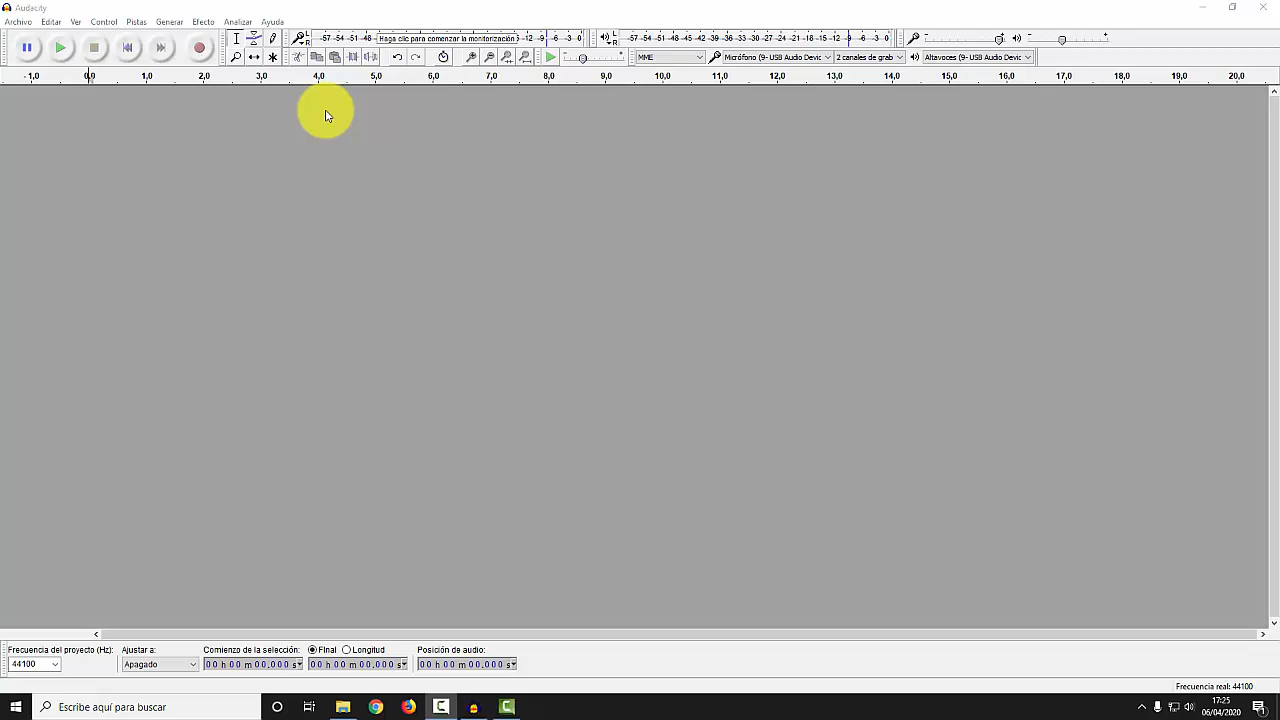 Audacity
Archivo Editar Ver Control Pistas Generar Efecto Analizar Ayuda
R -57 -54 -51 -48 Haga clic para comenzar la monitorización -12 -9 -6 -3 0 L R -57 -54 -51 -48 -45 -42 -39 -36 -33 -30 -27 -24 -21 -18 -15 -12 -9 -6 -3 0
MME Micrófono (9- USB Audio Devic 2 canales de grab Altavoces (9- USB Audio Devic
-1,0 0,0 1,0 2,0 3,0 4,0 5,0 6,0 7,0 8,0 9,0 10,0 11,0 12,0 13,0 14,0 15,0 16,0 17,0 18,0 19,0 20,0
Frecuencia del proyecto (Hz): Ajustar a: Comienzo de la selección: Final Longitud Posición de audio:
44100 Apagado 00 h 00 m 00.000 s 00 h 00 m 00.000 s 00 h 00 m 00.000 s
Frecuencia real: 44100
Escribe aquí para buscar
17:25
05/04/2020
1